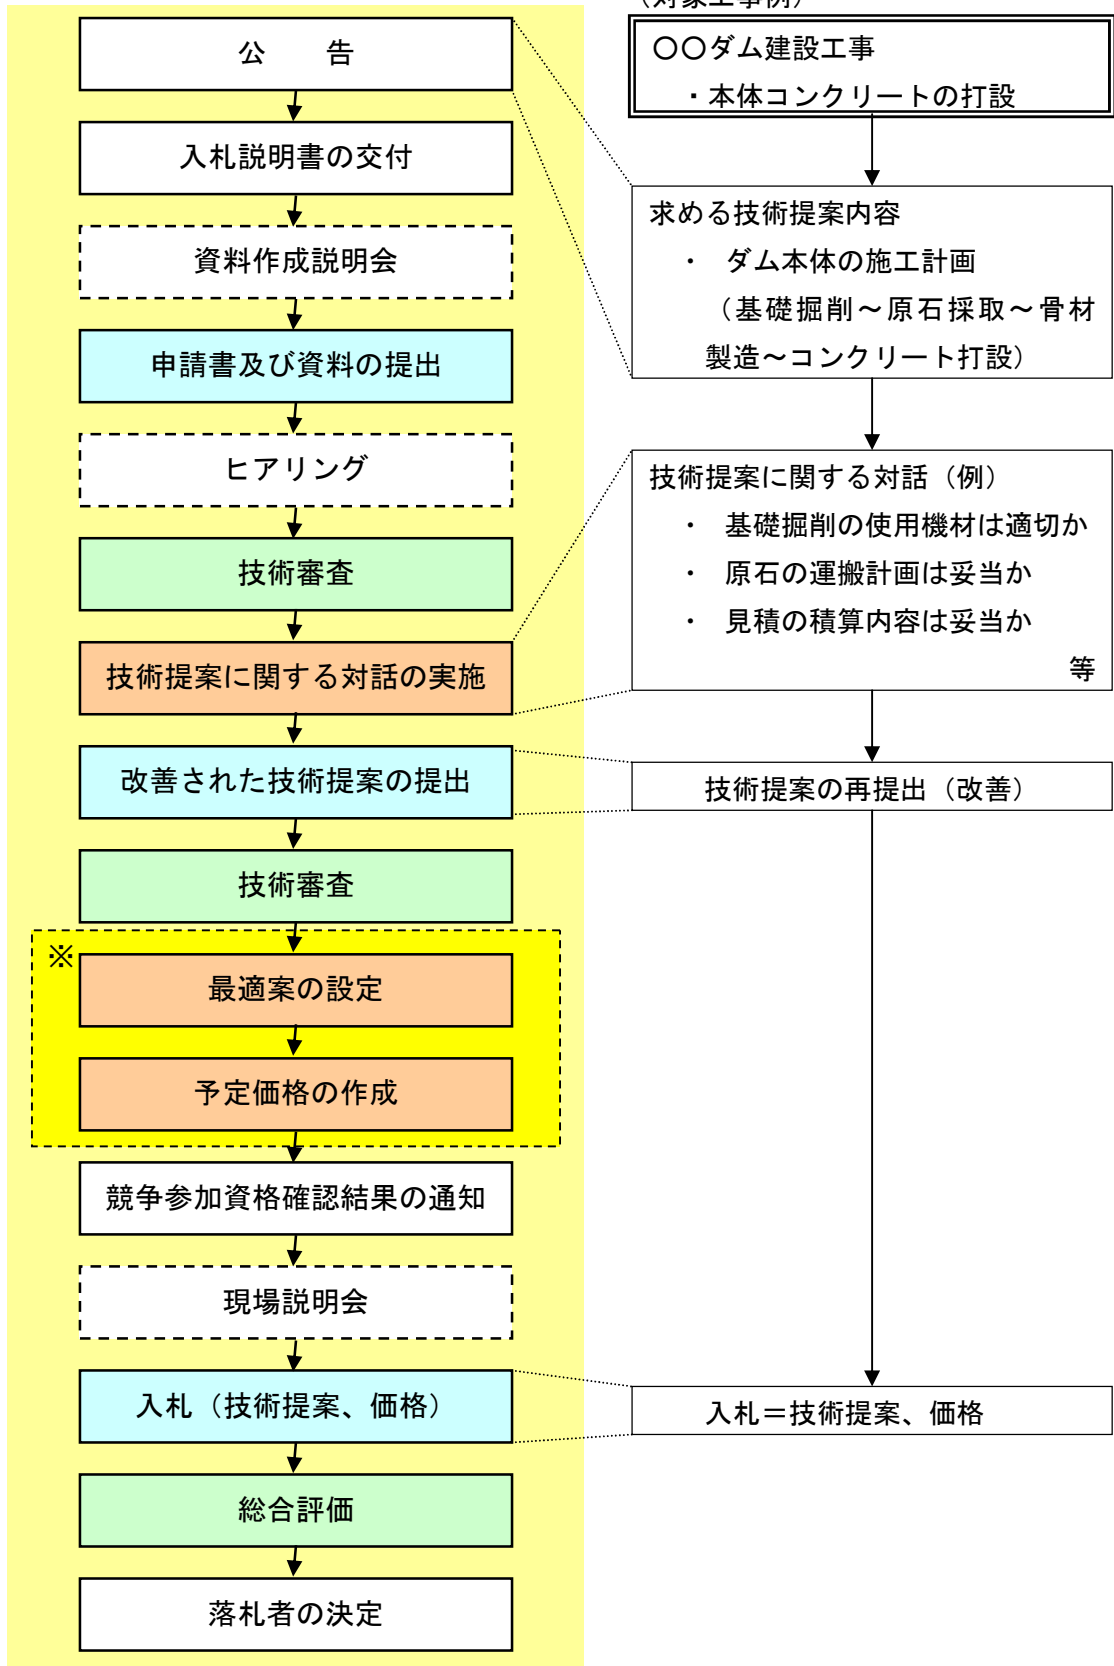 公　　告
入札説明書の交付
資料作成説明会
申請書及び資料の提出
ヒアリング
技術審査
技術提案に関する対話の実施
改善された技術提案の提出
技術審査
※
最適案の設定
予定価格の作成
競争参加資格確認結果の通知
現場説明会
入札（技術提案、価格）
総合評価
落札者の決定
（対象工事例）
〇〇ダム建設工事
・本体コンクリートの打設
求める技術提案内容
・　ダム本体の施工計画
（基礎掘削～原石採取～骨材
製造～コンクリート打設）
技術提案に関する対話（例）
・　基礎掘削の使用機材は適切か
・　原石の運搬計画は妥当か
・　見積の積算内容は妥当か
等
技術提案の再提出（改善）
入札＝技術提案、価格